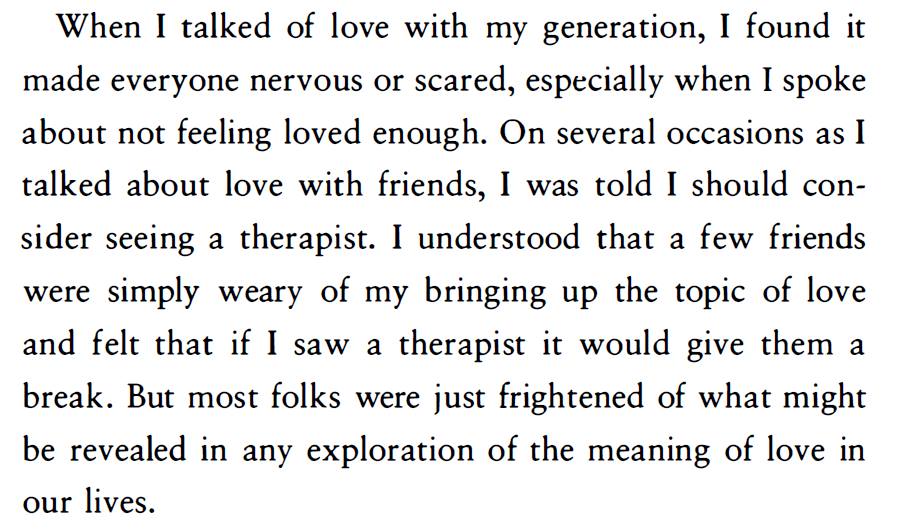 When I talked of love with my generation, I found it
made everyone nervous or scared, especially when I spoke
about not feeling loved enough. On several occasions as I
talked about love with friends, I was told I should con-
sider seeing a therapist. I understood that a few friends
were simply weary of my bringing up the topic of love
and felt that if I saw a therapist it would give them a
break. But most folks were just frightened of what might
be revealed in any exploration of the meaning of love in
our lives.